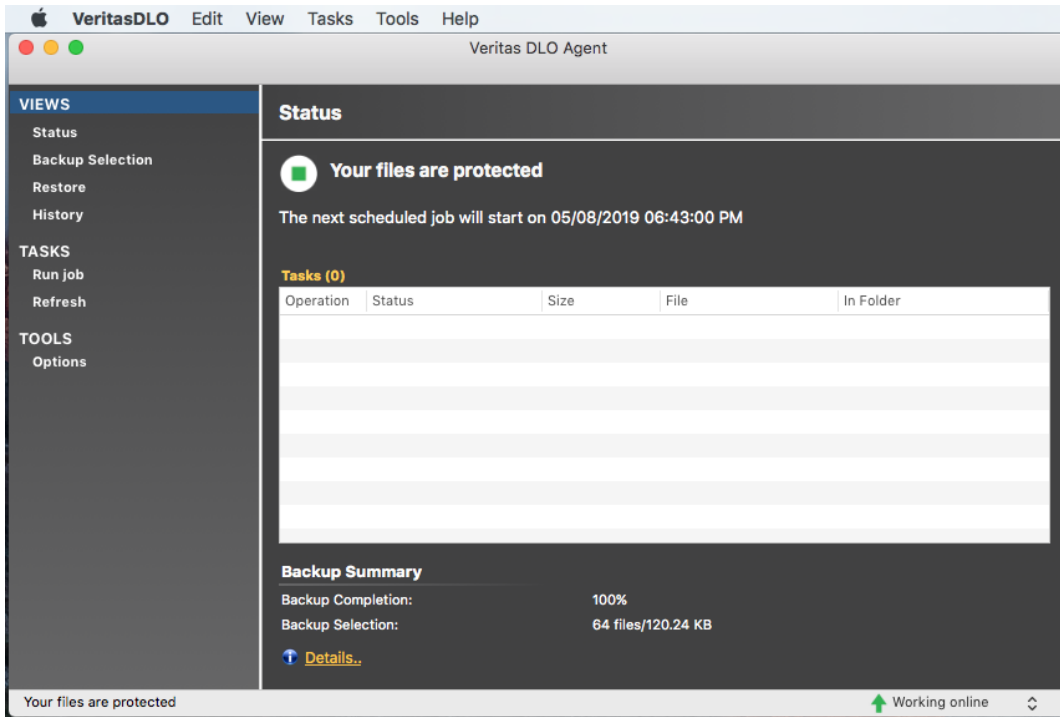 VeritasDLO Edit View Tasks Tools Help
Veritas DLO Agent
VIEWS
Status
Backup Selection
Restore
History
TASKS
Run job
Refresh
TOOLS
Options
Status
Your files are protected
The next scheduled job will start on 05/08/2019 06:43:00 PM
Tasks (0)
Operation Status Size File In Folder
Backup Summary
Backup Completion: 100%
Backup Selection: 64 files/120.24 KB
Details..
Your files are protected Working online